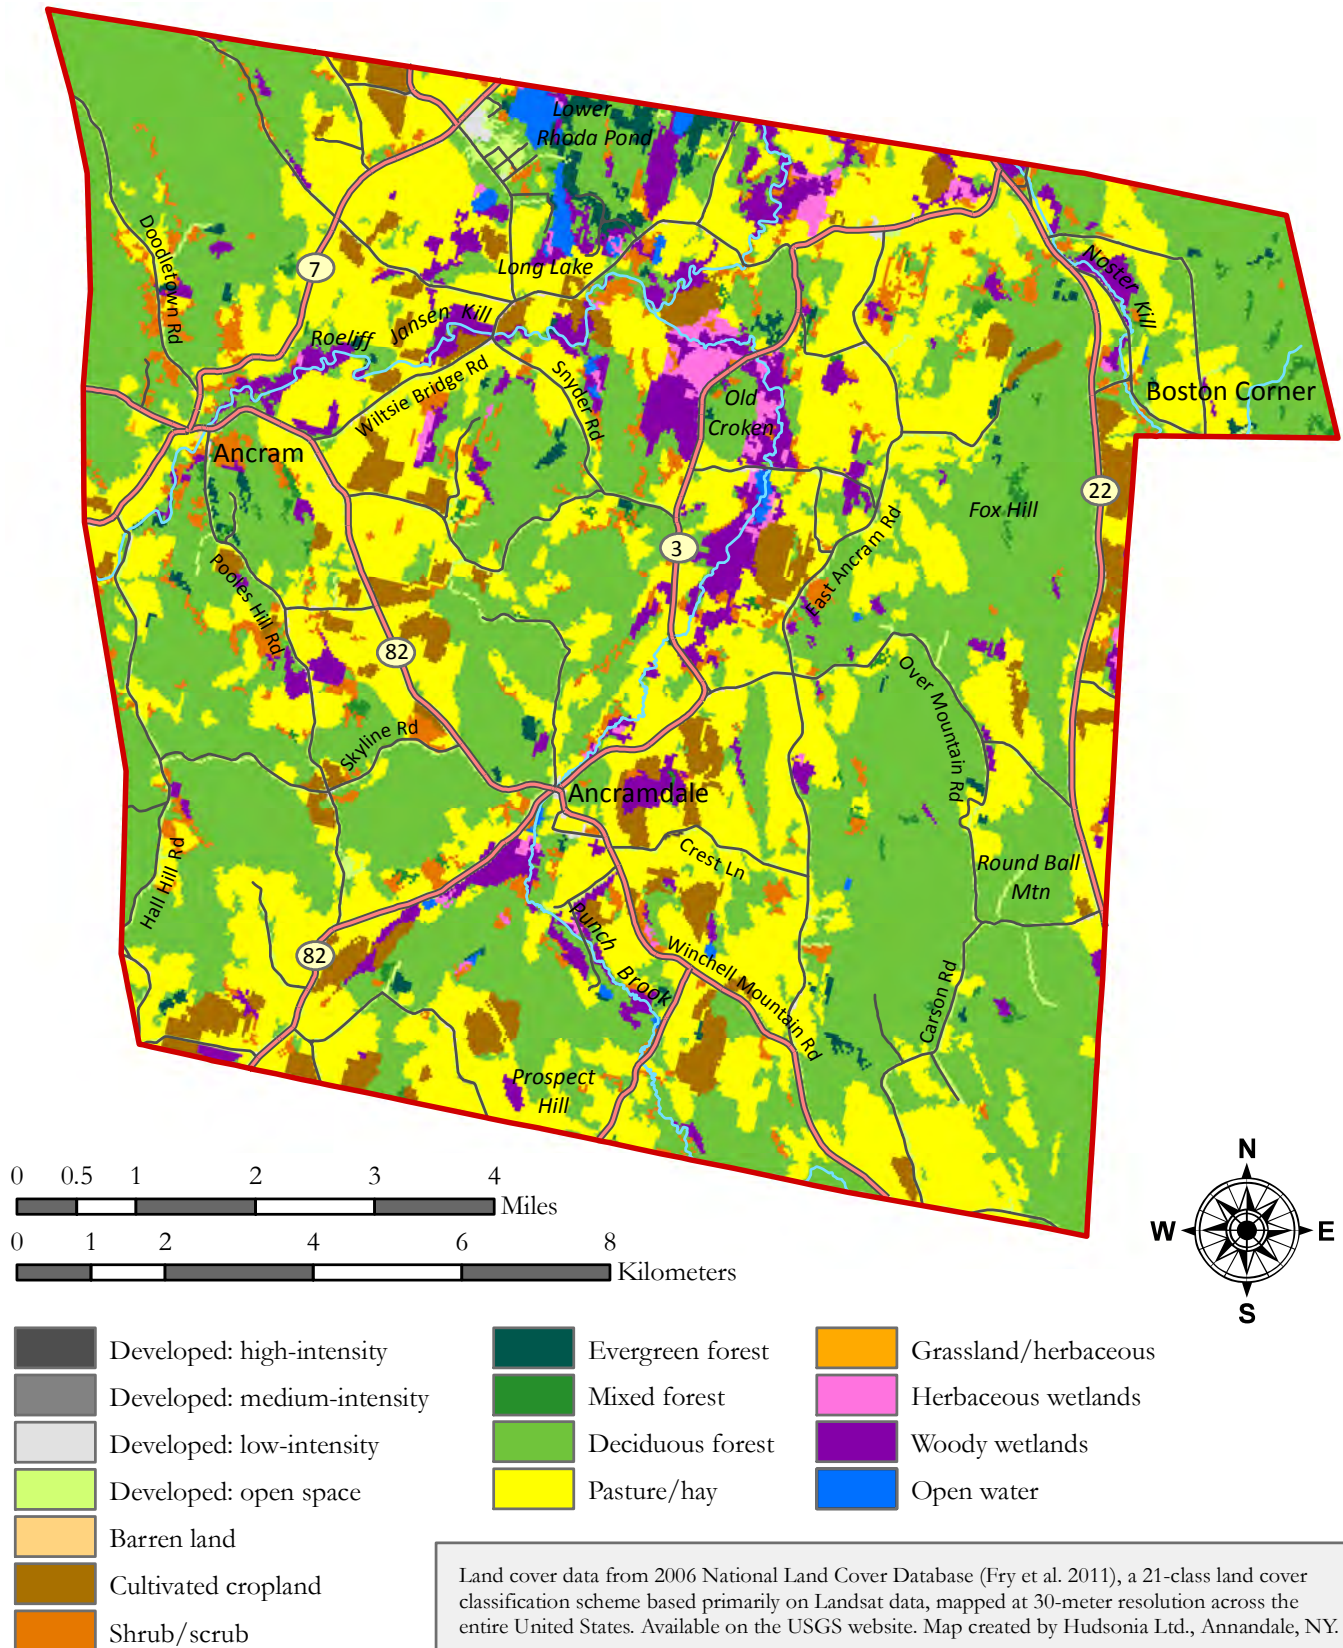 Lower
Rhoda Pond
Doodletown Rd
7
Long Lake
Noster Kill
Roeliff Jansen Kill
Wiltsie Bridge Rd
Snyder Rd
Boston Corner
Old
Croken
Ancram
22
Fox Hill
3
East Ancram Rd
Pooles Hill Rd
82
Over Mountain Rd
Skyline Rd
Ancramdale
Crest Ln
Round Ball
Mtn
Hall Hill Rd
Punch Brook
82
Winchell Mountain Rd
Carson Rd
Prospect
Hill
0 0.5 1 2 3 4
Miles
0 1 2 4 6 8
Kilometers
N
W E
S
Developed: high-intensity
Developed: medium-intensity
Developed: low-intensity
Developed: open space
Barren land
Cultivated cropland
Shrub/scrub
Evergreen forest
Mixed forest
Deciduous forest
Pasture/hay
Grassland/herbaceous
Herbaceous wetlands
Woody wetlands
Open water
Land cover data from 2006 National Land Cover Database (Fry et al. 2011), a 21-class land cover
classification scheme based primarily on Landsat data, mapped at 30-meter resolution across the
entire United States. Available on the USGS website. Map created by Hudsonia Ltd., Annandale, NY.